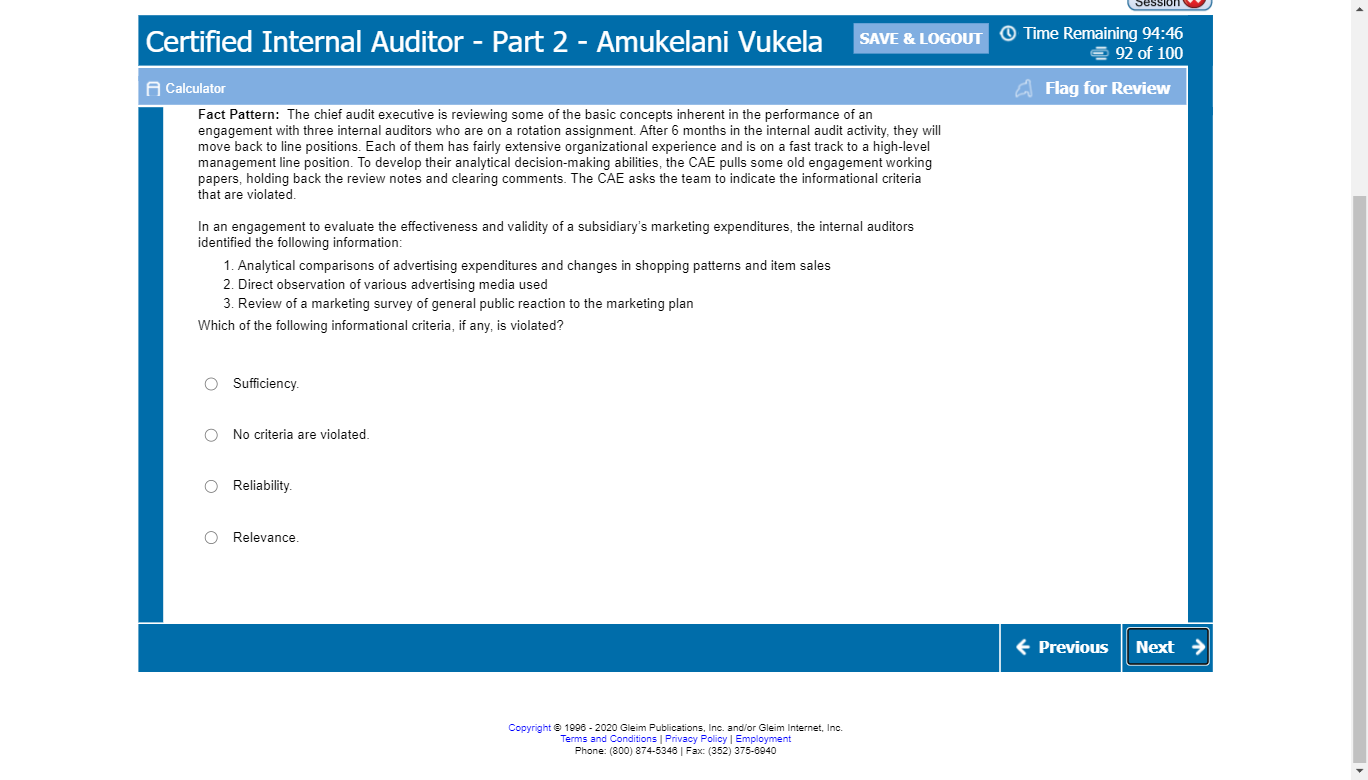 Session
Certified Internal Auditor - Part 2 - Amukelani Vukela
SAVE & LOGOUT
Time Remaining 94:46
92 of 100
Calculator
Flag for Review
Fact Pattern: The chief audit executive is reviewing some of the basic concepts inherent in the performance of an
engagement with three internal auditors who are on a rotation assignment. After 6 months in the internal audit activity, they will
move back to line positions. Each of them has fairly extensive organizational experience and is on a fast track to a high-level
management line position. To develop their analytical decision-making abilities, the CAE pulls some old engagement working
papers, holding back the review notes and clearing comments. The CAE asks the team to indicate the informational criteria
that are violated.
In an engagement to evaluate the effectiveness and validity of a subsidiary's marketing expenditures, the internal auditors
identified the following information:
1. Analytical comparisons of advertising expenditures and changes in shopping patterns and item sales
2. Direct observation of various advertising media used
3. Review of a marketing survey of general public reaction to the marketing plan
Which of the following informational criteria, if any, is violated?
Sufficiency.
No criteria are violated.
Reliability.
Relevance.
Previous
Next
Copyright © 1996 - 2020 Gleim Publications, Inc. and/or Gleim Internet, Inc.
Terms and Conditions | Privacy Policy | Employment
Phone: (800) 874-5346 | Fax: (352) 375-6940